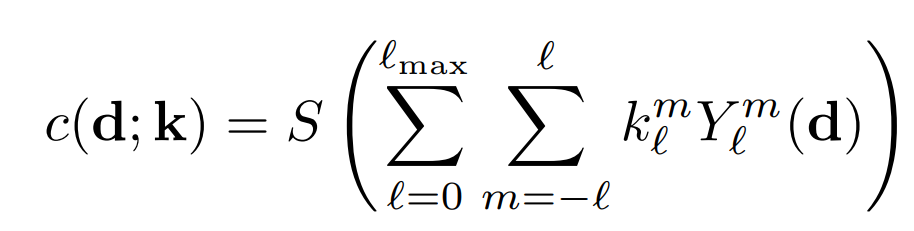 c(𝐝; 𝐤) = S ( ∑_{ℓ=0}^{ℓ_max} ∑_{m=−ℓ}^{ℓ} k_ℓ^m Y_ℓ^m(𝐝) )